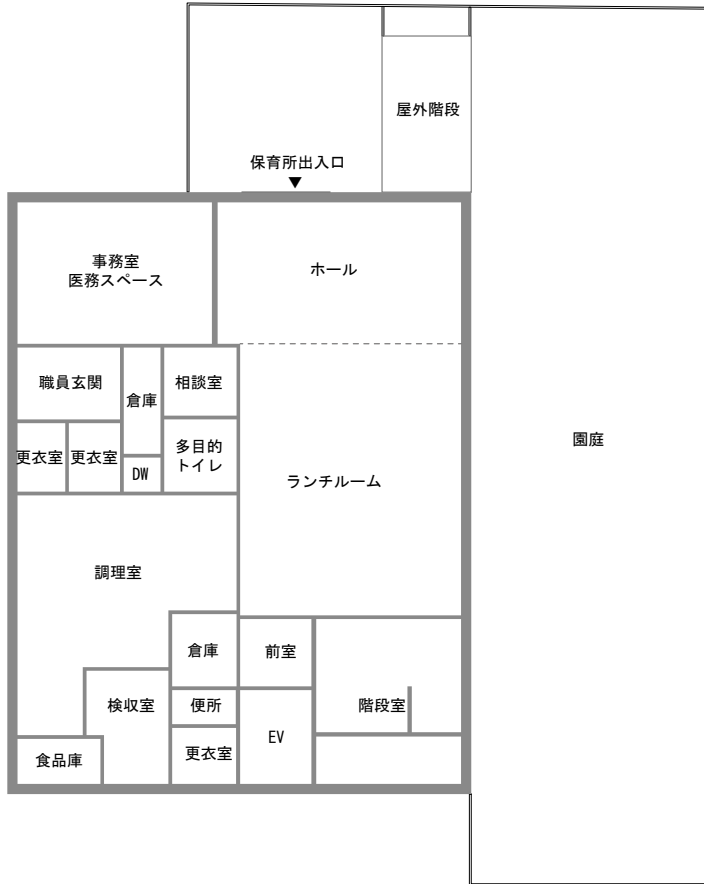 屋外階段
保育所出入口
事務室
医務スペース
ホール
職員玄関
倉庫
相談室
更衣室
更衣室
DW
多目的
トイレ
ランチルーム
園庭
調理室
倉庫
前室
検収室
便所
階段室
食品庫
更衣室
EV